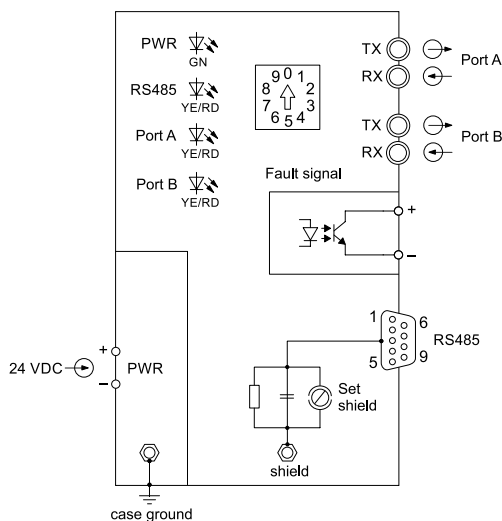 PWR
GN
RS485
YE/RD
Port A
YE/RD
Port B
YE/RD
9 0 1
8 2
7 3
6 5 4
TX
RX
Port A
TX
RX
Port B
Fault signal
+
−
1
6
5
9
RS485
24 VDC
+
−
PWR
Set
shield
shield
case ground